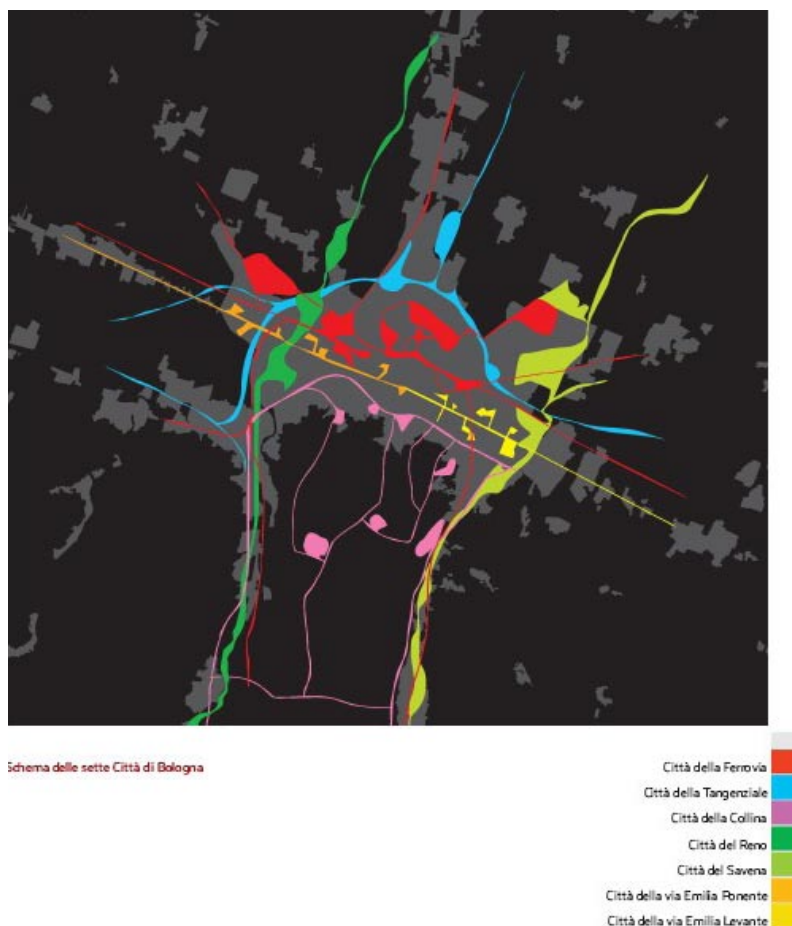 Schema delle sette Città di Bologna
Città della Ferrovia
Città della Tangenziale
Città della Collina
Città del Reno
Città del Savena
Città della via Emilia Ponente
Città della via Emilia Levante